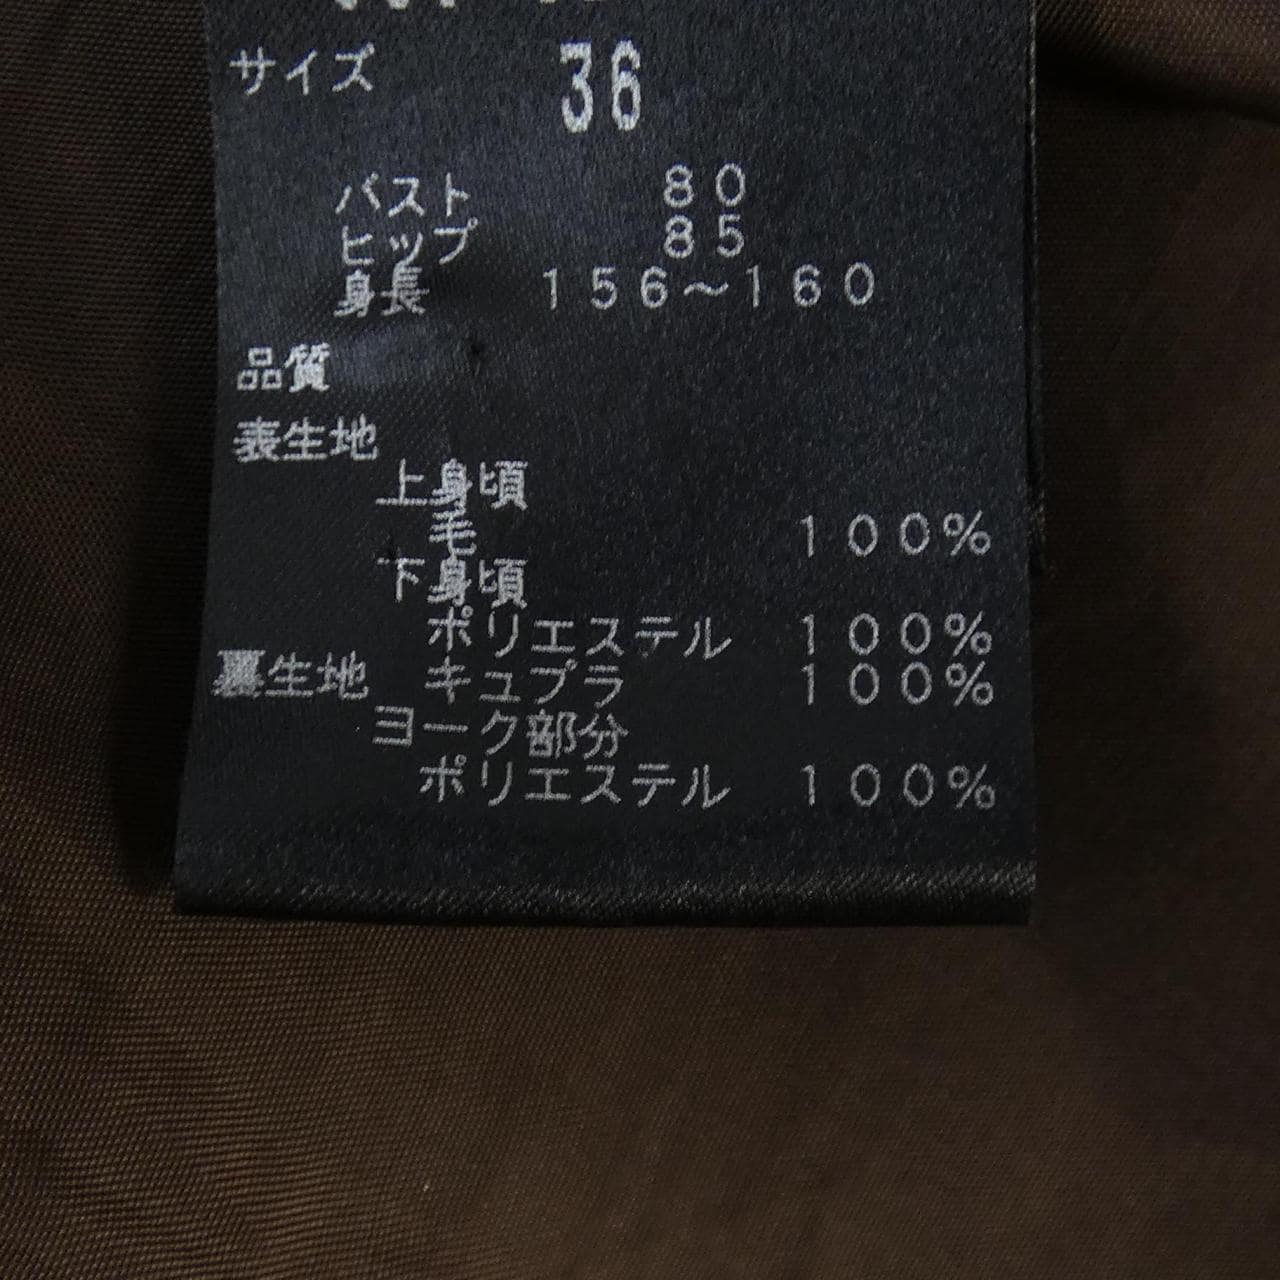 サイズ 36
バスト 80
ヒップ 85
身長 156～160
品質
表生地
上身頃
毛 100%
下身頃
ポリエステル 100%
裏生地 キュプラ 100%
ヨーク部分
ポリエステル 100%